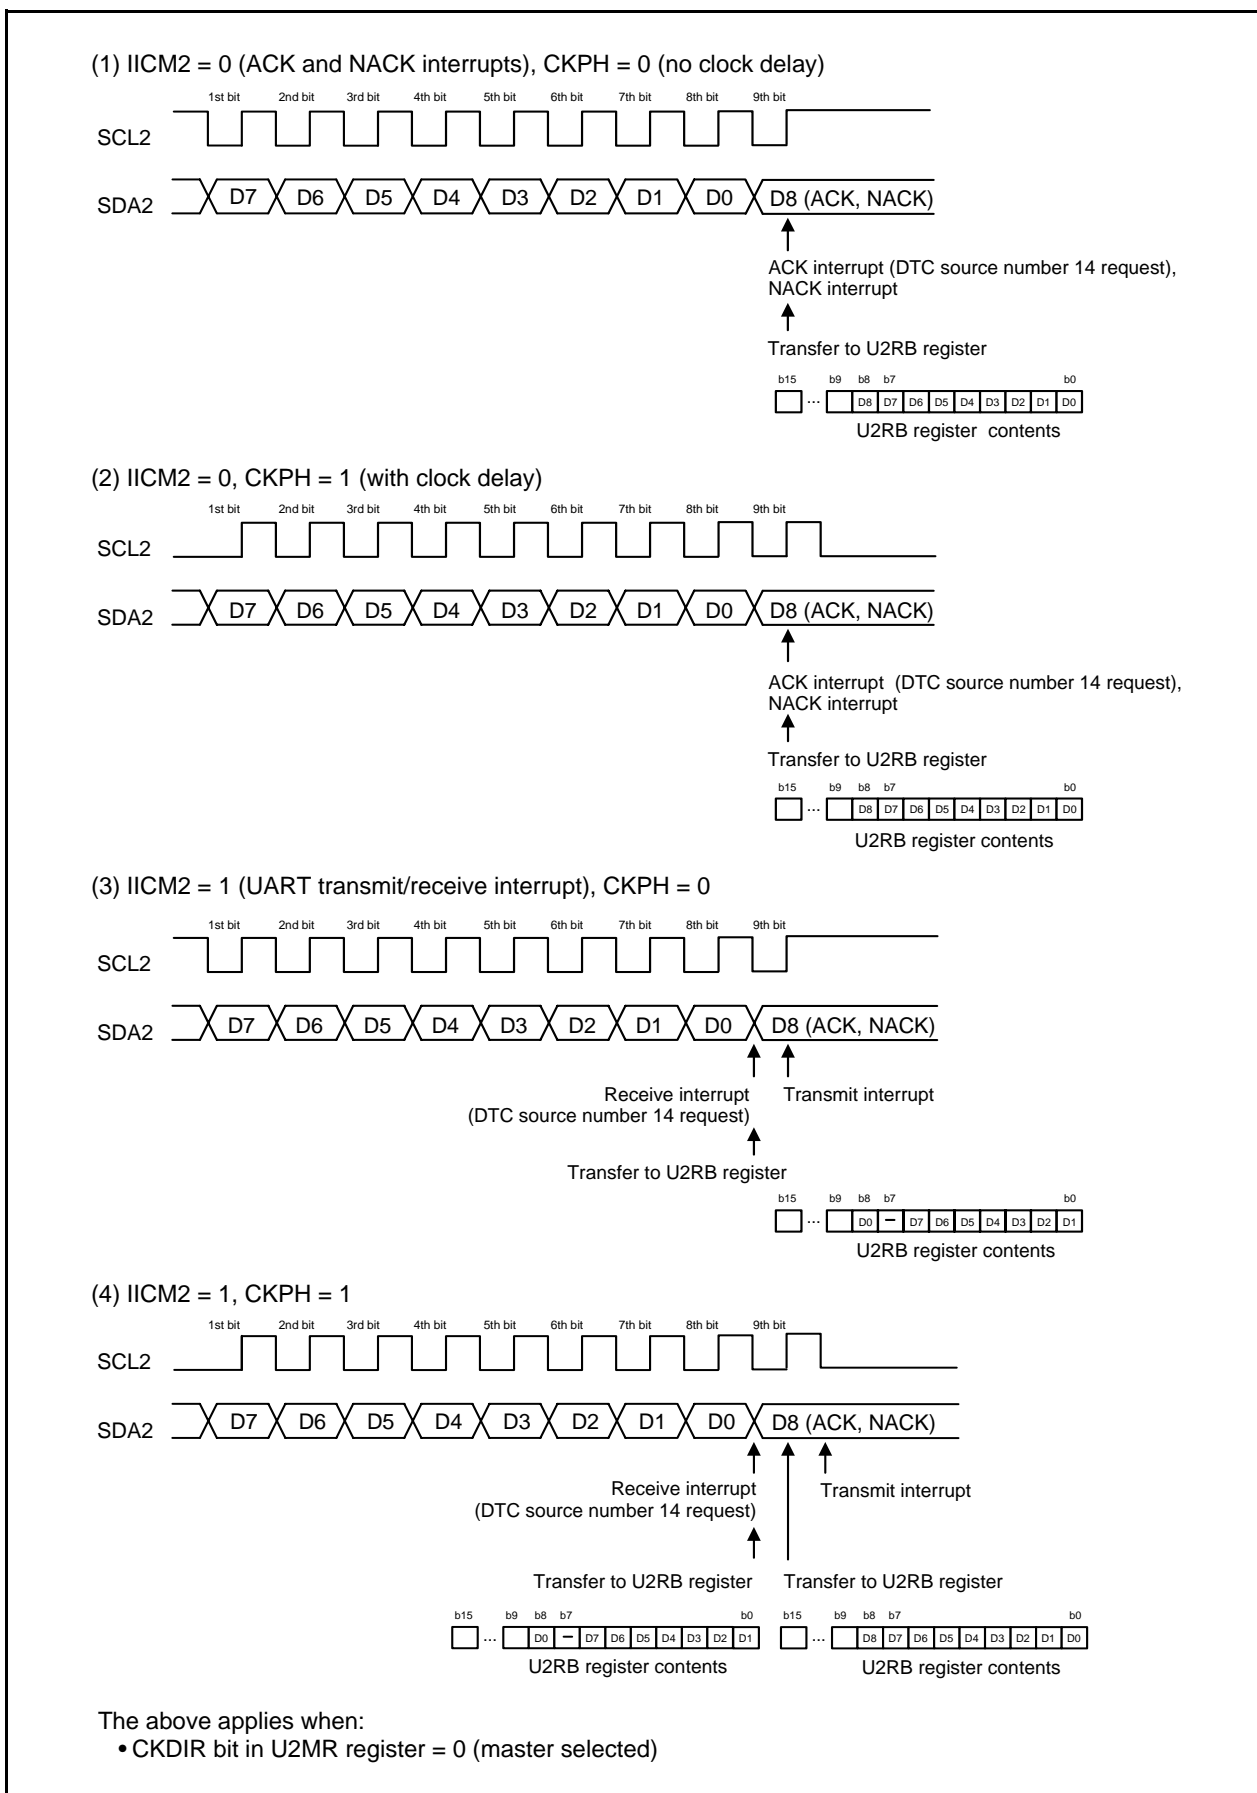 (1) IICM2 = 0 (ACK and NACK interrupts), CKPH = 0 (no clock delay)
1st bit 2nd bit 3rd bit 4th bit 5th bit 6th bit 7th bit 8th bit 9th bit
SCL2
SDA2 D7 D6 D5 D4 D3 D2 D1 D0 D8 (ACK, NACK)
ACK interrupt (DTC source number 14 request),
NACK interrupt
Transfer to U2RB register
b15 b9 b8 b7 b0
... D8 D7 D6 D5 D4 D3 D2 D1 D0
U2RB register contents
(2) IICM2 = 0, CKPH = 1 (with clock delay)
1st bit 2nd bit 3rd bit 4th bit 5th bit 6th bit 7th bit 8th bit 9th bit
SCL2
SDA2 D7 D6 D5 D4 D3 D2 D1 D0 D8 (ACK, NACK)
ACK interrupt (DTC source number 14 request),
NACK interrupt
Transfer to U2RB register
b15 b9 b8 b7 b0
... D8 D7 D6 D5 D4 D3 D2 D1 D0
U2RB register contents
(3) IICM2 = 1 (UART transmit/receive interrupt), CKPH = 0
1st bit 2nd bit 3rd bit 4th bit 5th bit 6th bit 7th bit 8th bit 9th bit
SCL2
SDA2 D7 D6 D5 D4 D3 D2 D1 D0 D8 (ACK, NACK)
Receive interrupt Transmit interrupt
(DTC source number 14 request)
Transfer to U2RB register
b15 b9 b8 b7 b0
... D0 – D7 D6 D5 D4 D3 D2 D1
U2RB register contents
(4) IICM2 = 1, CKPH = 1
1st bit 2nd bit 3rd bit 4th bit 5th bit 6th bit 7th bit 8th bit 9th bit
SCL2
SDA2 D7 D6 D5 D4 D3 D2 D1 D0 D8 (ACK, NACK)
Receive interrupt Transmit interrupt
(DTC source number 14 request)
Transfer to U2RB register Transfer to U2RB register
b15 b9 b8 b7 b0 b15 b9 b8 b7 b0
... D0 – D7 D6 D5 D4 D3 D2 D1 ... D8 D7 D6 D5 D4 D3 D2 D1 D0
U2RB register contents U2RB register contents
The above applies when:
• CKDIR bit in U2MR register = 0 (master selected)